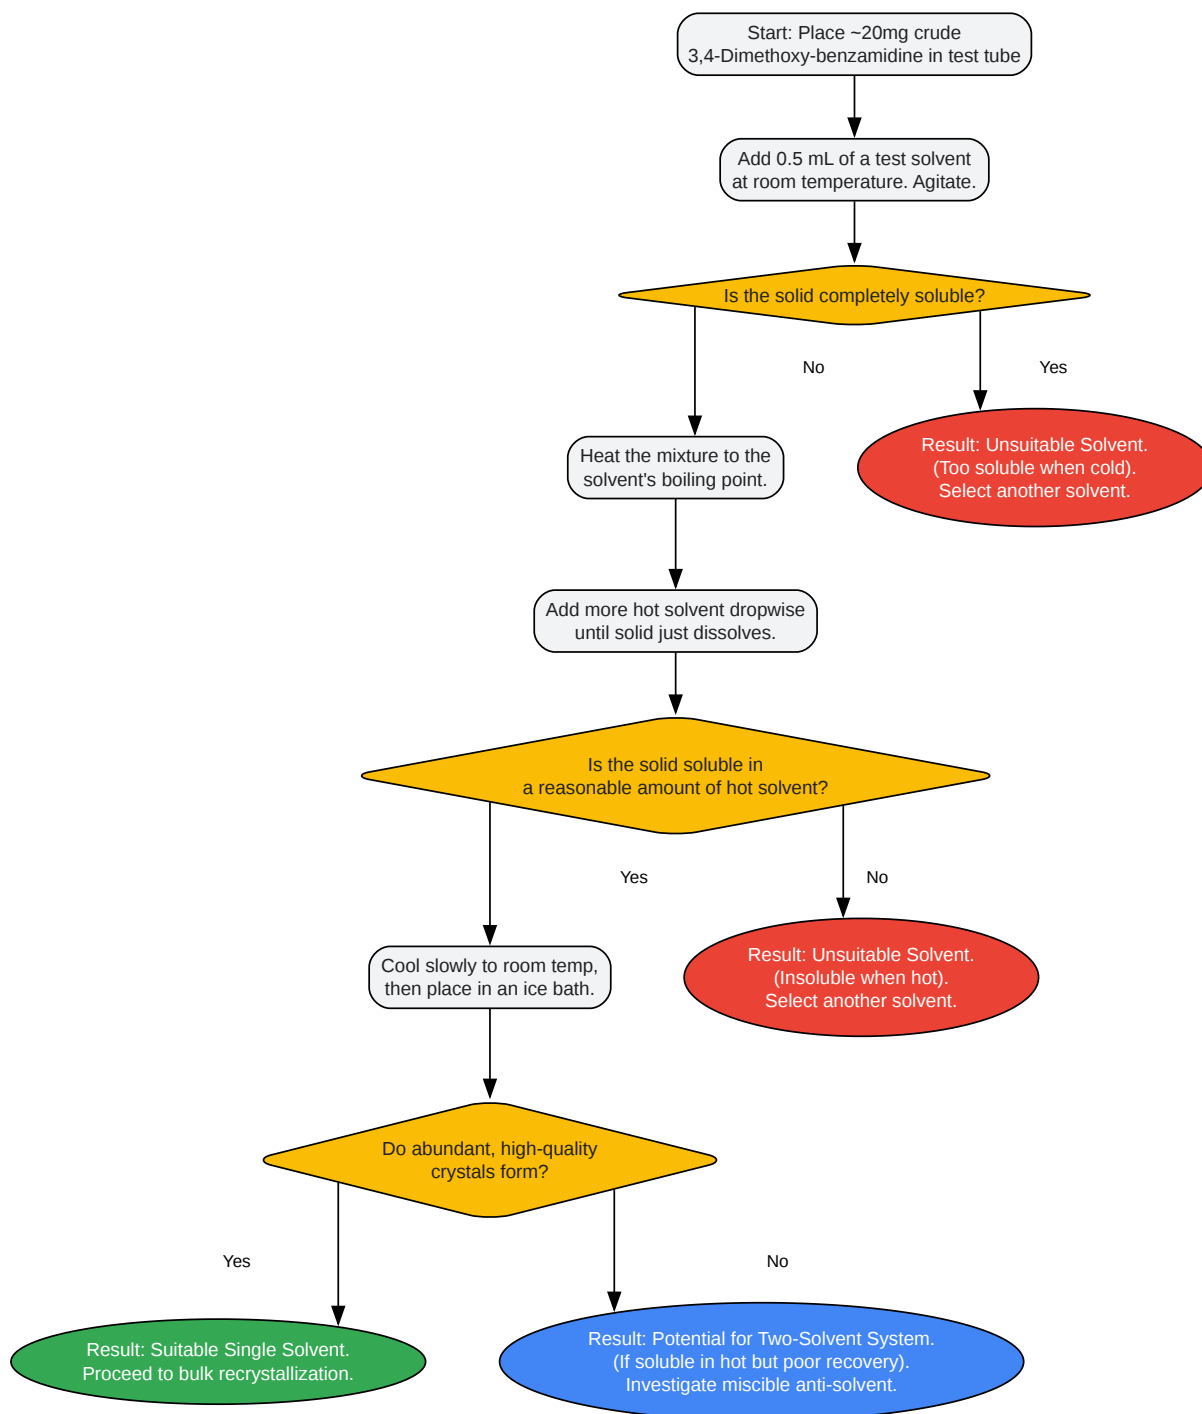 Start: Place ~20mg crude
3,4-Dimethoxy-benzamidine in test tube
Add 0.5 mL of a test solvent
at room temperature. Agitate.
Is the solid completely soluble?
No
Yes
Result: Unsuitable Solvent.
(Too soluble when cold).
Select another solvent.
Heat the mixture to the
solvent's boiling point.
Add more hot solvent dropwise
until solid just dissolves.
Is the solid soluble in
a reasonable amount of hot solvent?
Yes
No
Result: Unsuitable Solvent.
(Insoluble when hot).
Select another solvent.
Cool slowly to room temp,
then place in an ice bath.
Do abundant, high-quality
crystals form?
Yes
No
Result: Suitable Single Solvent.
Proceed to bulk recrystallization.
Result: Potential for Two-Solvent System.
(If soluble in hot but poor recovery).
Investigate miscible anti-solvent.